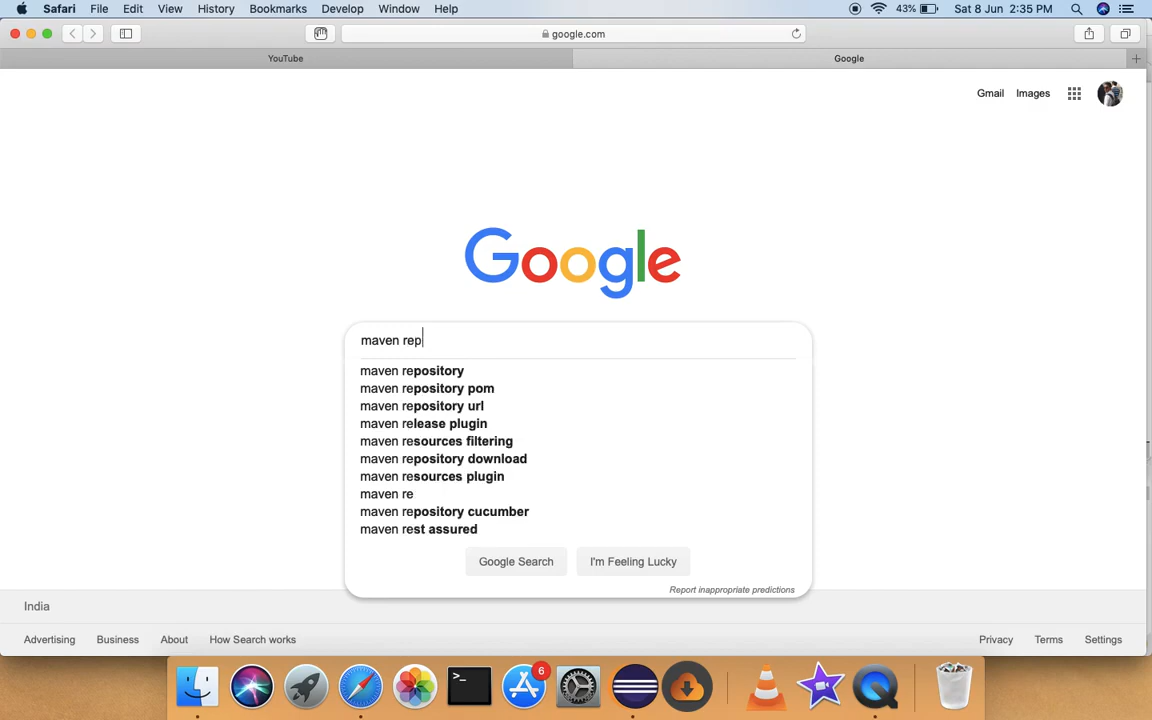 Safari File Edit View History Bookmarks Develop Window Help 43% Sat 8 Jun 2:35 PM
google.com
YouTube Google
Gmail Images
Google
maven rep
maven repository
maven repository pom
maven repository url
maven release plugin
maven resources filtering
maven repository download
maven resources plugin
maven re
maven repository cucumber
maven rest assured
Google Search I'm Feeling Lucky
Report inappropriate predictions
India
Advertising Business About How Search works Privacy Terms Settings
>_
6